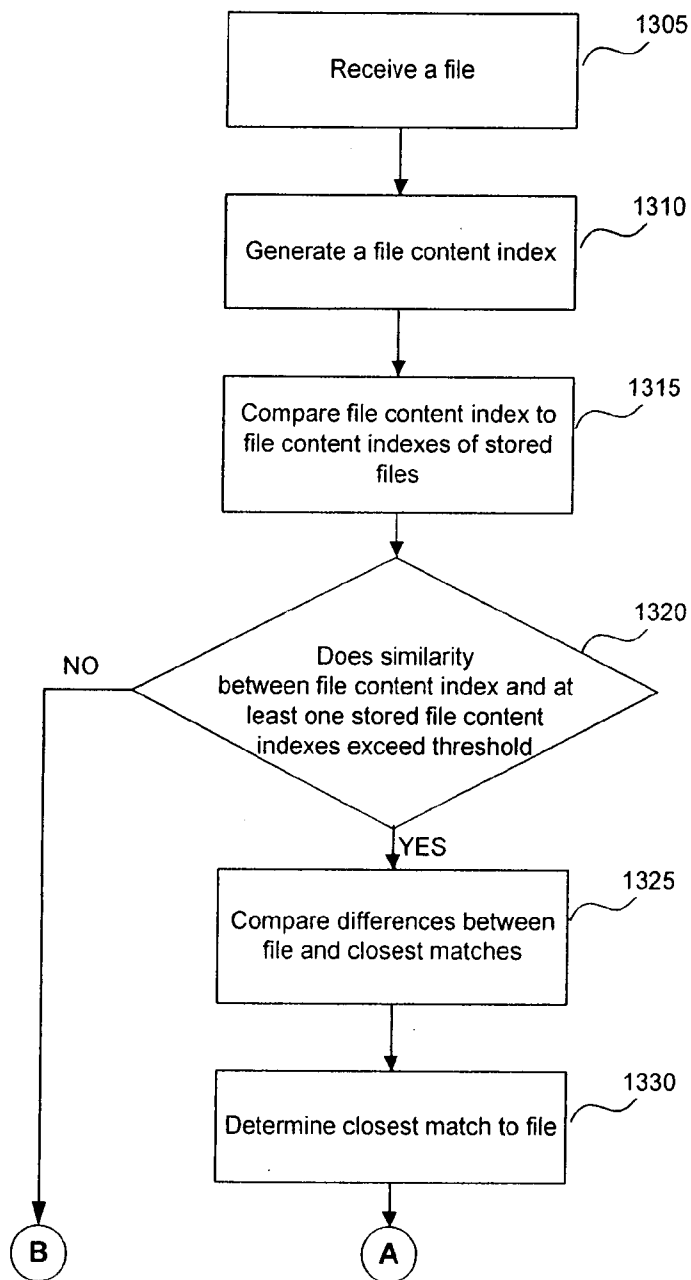 1305
Receive a file
1310
Generate a file content index
1315
Compare file content index to
file content indexes of stored
files
1320
NO
Does similarity
between file content index and at
least one stored file content
indexes exceed threshold
YES
1325
Compare differences between
file and closest matches
1330
Determine closest match to file
B
A